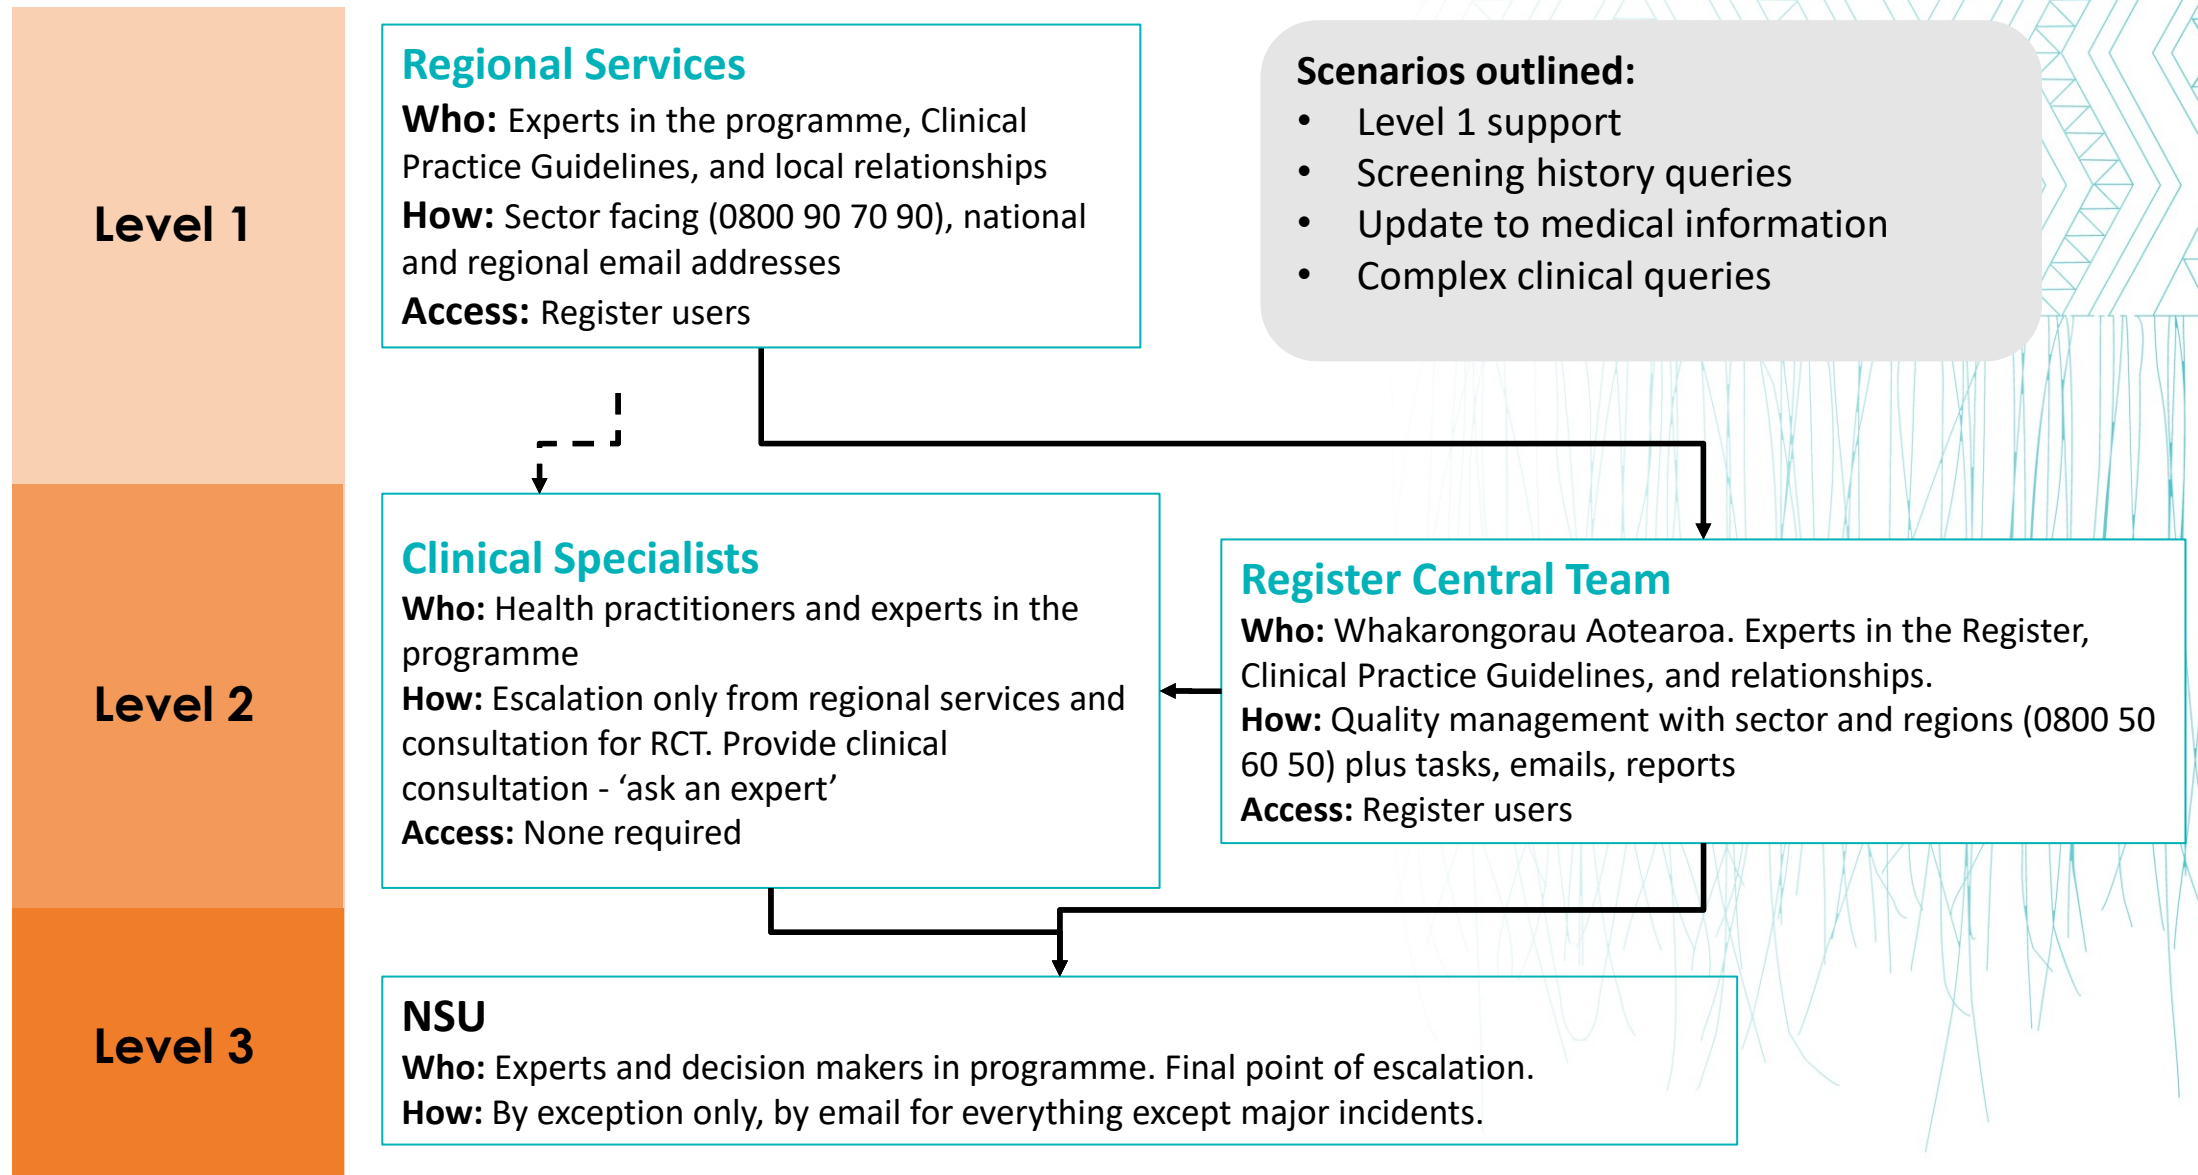 Level 1
Regional Services
Who: Experts in the programme, Clinical
Practice Guidelines, and local relationships
How: Sector facing (0800 90 70 90), national
and regional email addresses
Access: Register users
Scenarios outlined:
• Level 1 support
• Screening history queries
• Update to medical information
• Complex clinical queries
Level 2
Clinical Specialists
Who: Health practitioners and experts in the
programme
How: Escalation only from regional services and
consultation for RCT. Provide clinical
consultation - ‘ask an expert’
Access: None required
Register Central Team
Who: Whakarongorau Aotearoa. Experts in the Register,
Clinical Practice Guidelines, and relationships.
How: Quality management with sector and regions (0800 50
60 50) plus tasks, emails, reports
Access: Register users
Level 3
NSU
Who: Experts and decision makers in programme. Final point of escalation.
How: By exception only, by email for everything except major incidents.